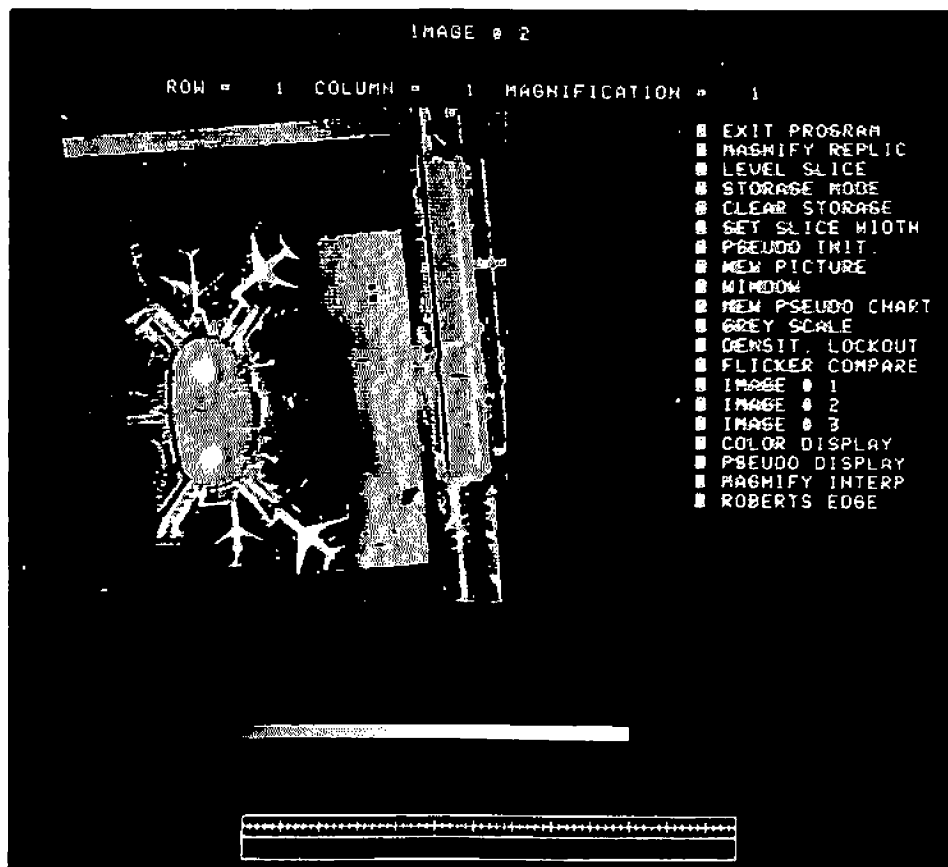 IMAGE # 2
ROW = 1 COLUMN = 1 MAGNIFICATION = 1
EXIT PROGRAM
MAGNIFY REPLIC
LEVEL SLICE
STORAGE MODE
CLEAR STORAGE
SET SLICE WIDTH
PSEUDO INIT.
NEW PICTURE
WINDOW
NEW PSEUDO CHART
GREY SCALE
DENSIT. LOCKOUT
FLICKER COMPARE
IMAGE # 1
IMAGE # 2
IMAGE # 3
COLOR DISPLAY
PSEUDO DISPLAY
MAGNIFY INTERP
ROBERTS EDGE